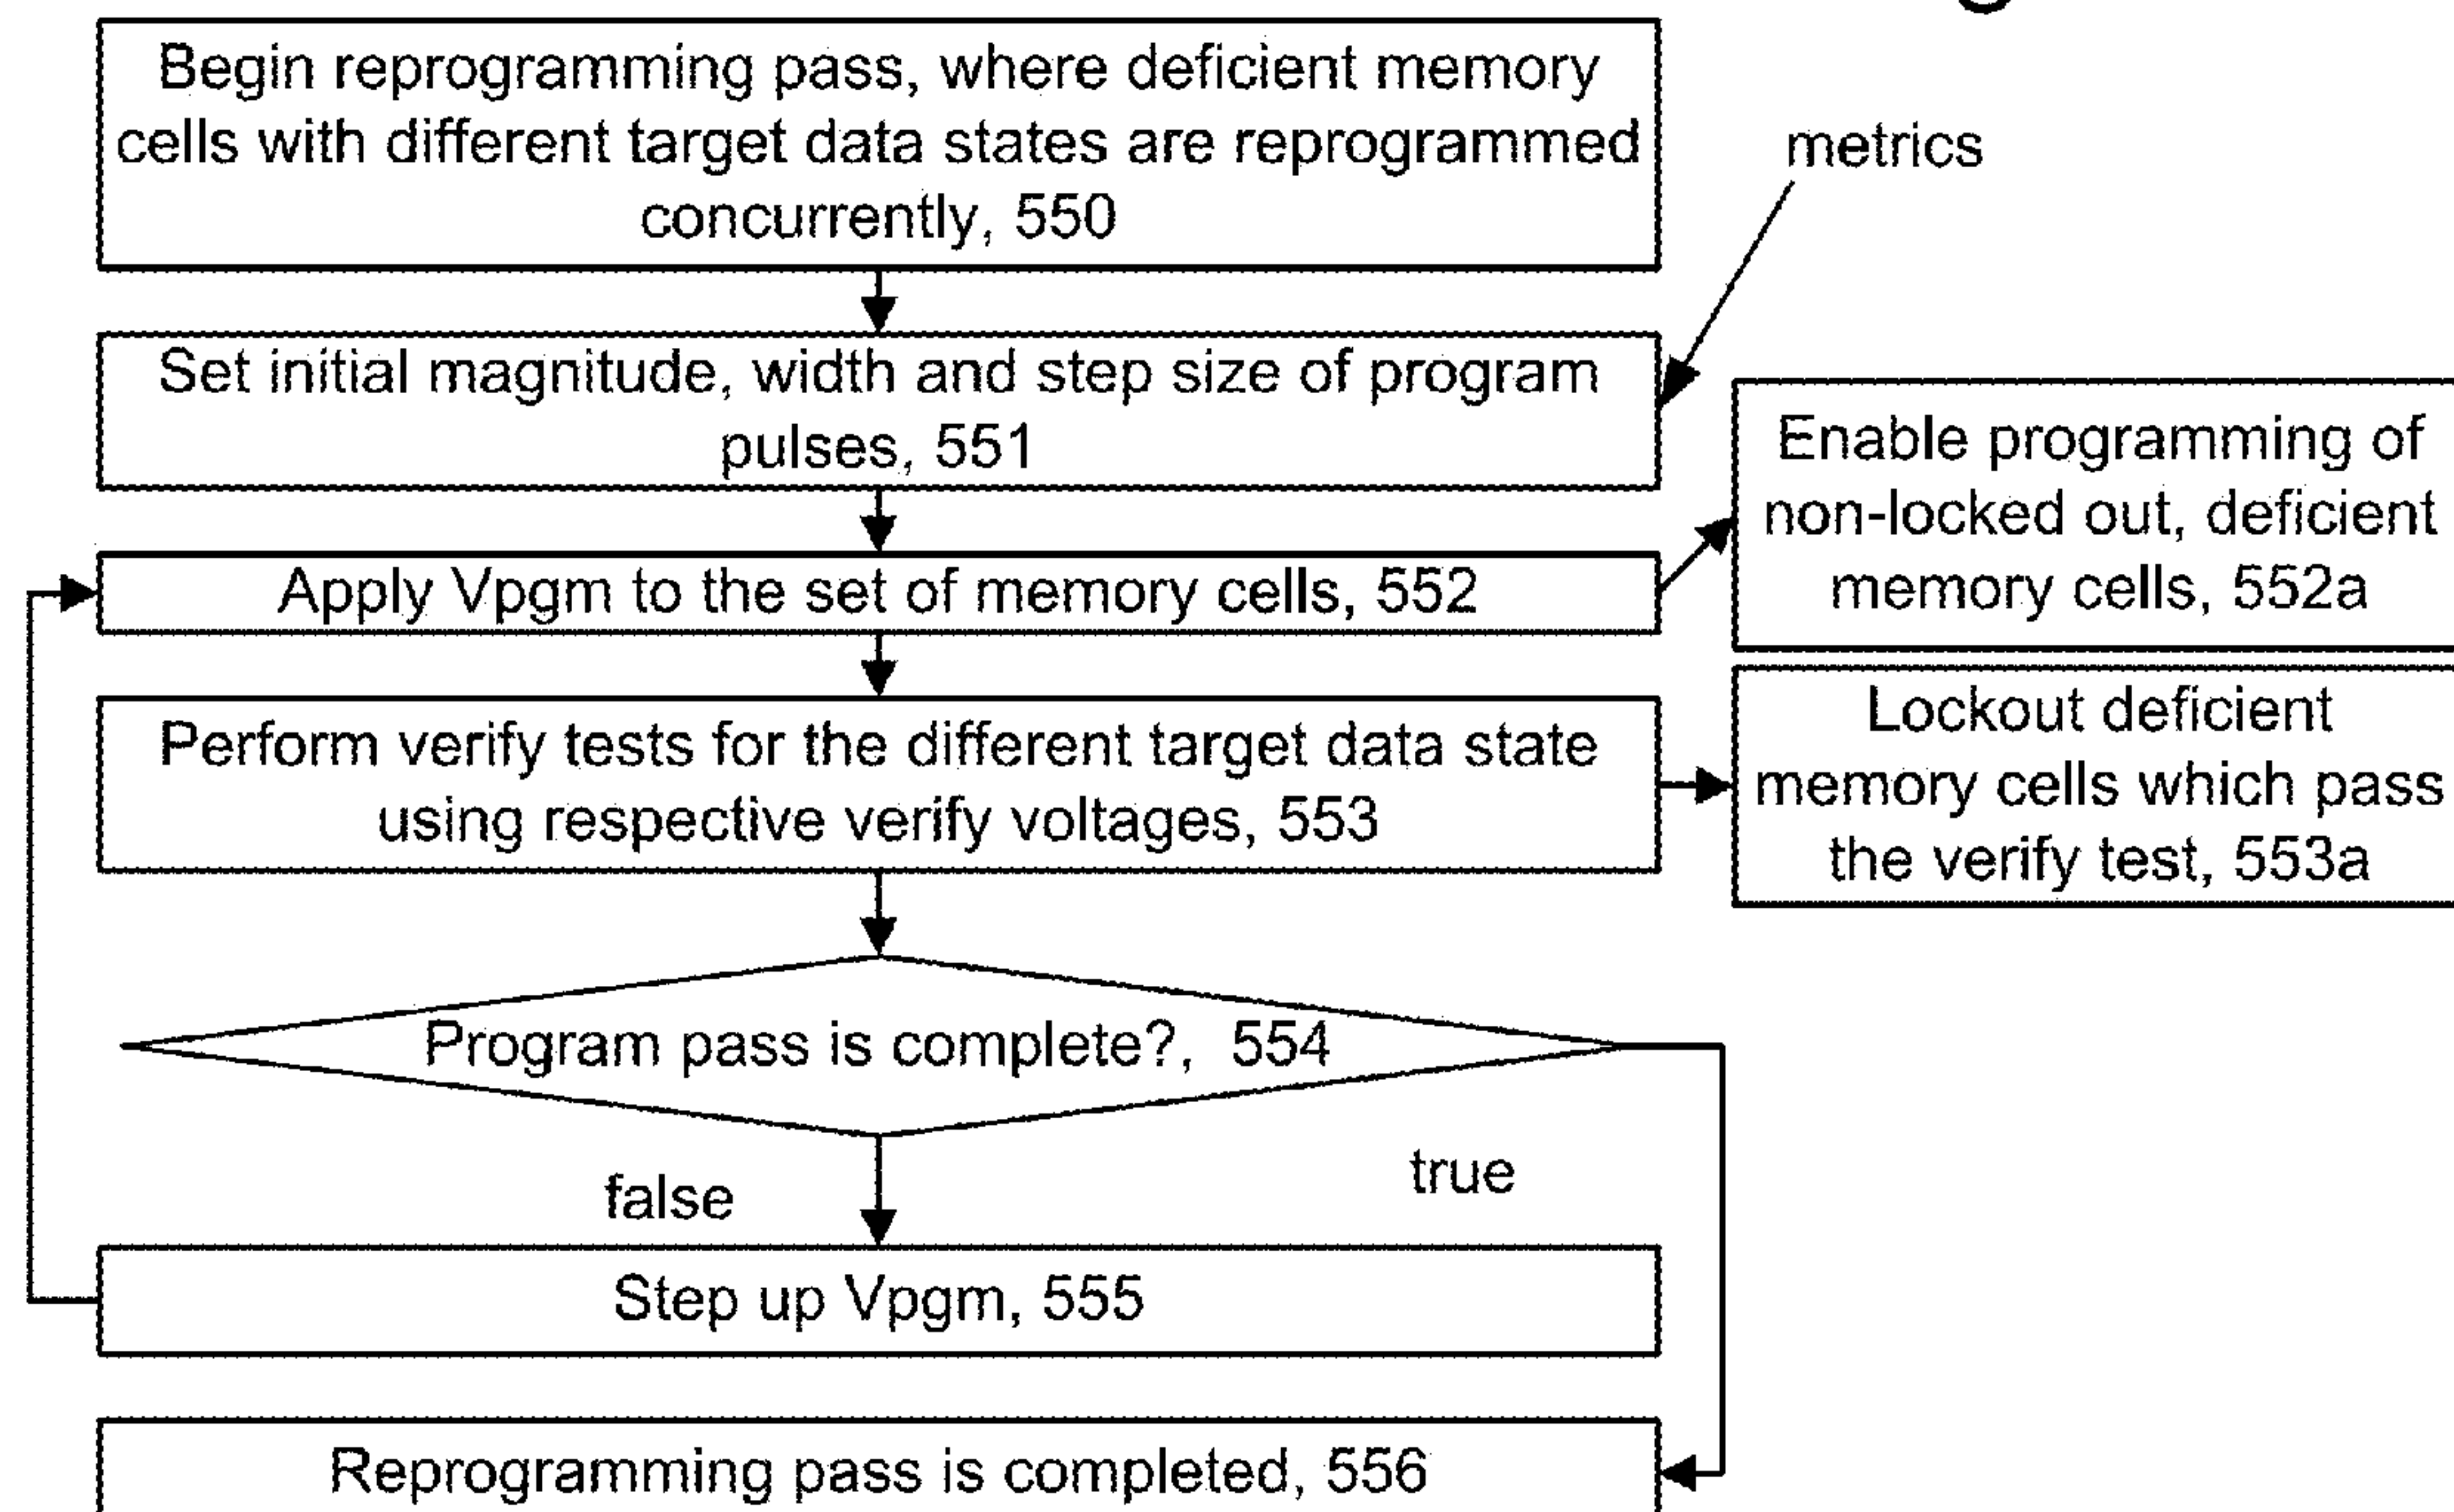 Begin reprogramming pass, where deficient memory
cells with different target data states are reprogrammed
concurrently, 550
metrics
Set initial magnitude, width and step size of program
pulses, 551
Enable programming of
non-locked out, deficient
memory cells, 552a
Apply Vpgm to the set of memory cells, 552
Perform verify tests for the different target data state
using respective verify voltages, 553
Lockout deficient
memory cells which pass
the verify test, 553a
Program pass is complete?, 554
false
true
Step up Vpgm, 555
Reprogramming pass is completed, 556